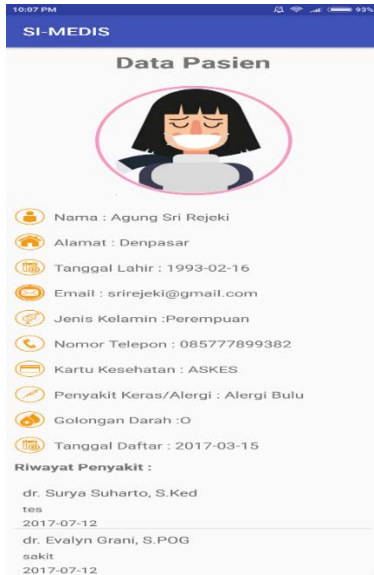 10:07 PM 93%
SI-MEDIS
Data Pasien
Nama : Agung Sri Rejeki
Alamat : Denpasar
Tanggal Lahir : 1993-02-16
Email : srirejeki@gmail.com
Jenis Kelamin :Perempuan
Nomor Telepon : 085777899382
Kartu Kesehatan : ASKES
Penyakit Keras/Alergi : Alergi Bulu
Golongan Darah :O
Tanggal Daftar : 2017-03-15
Riwayat Penyakit :
dr. Surya Suharto, S.Ked
tes
2017-07-12
dr. Evalyn Grani, S.POG
sakit
2017-07-12